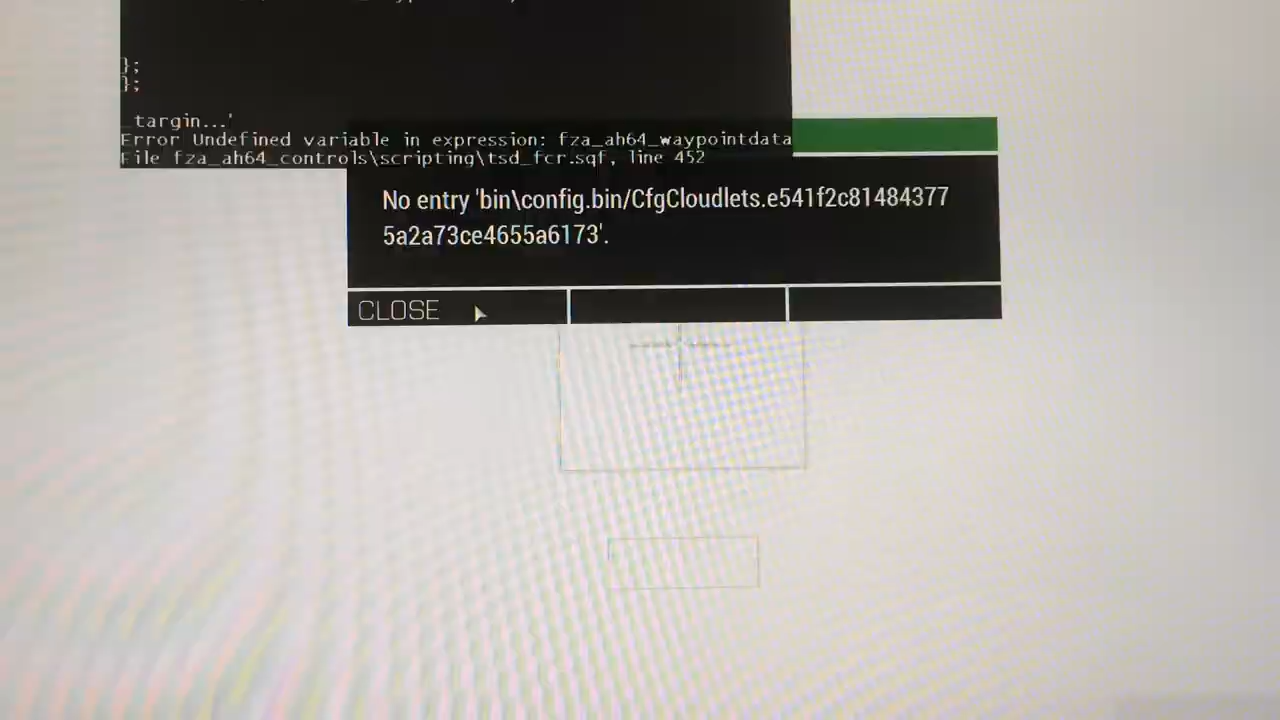 };
};
_targin...'
Error Undefined variable in expression: fza_ah64_waypointdata
File fza_ah64_controls\scripting\tsd_fcr.sqf, line 452
No entry 'bin\config.bin/CfgCloudlets.e541f2c81484377
5a2a73ce4655a6173'.
CLOSE